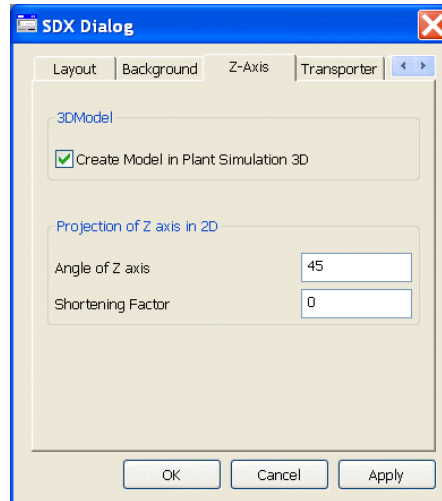 SDX Dialog
Layout Background Z-Axis Transporter
3DModel
Create Model in Plant Simulation 3D
Projection of Z axis in 2D
Angle of Z axis 45
Shortening Factor 0
OK Cancel Apply